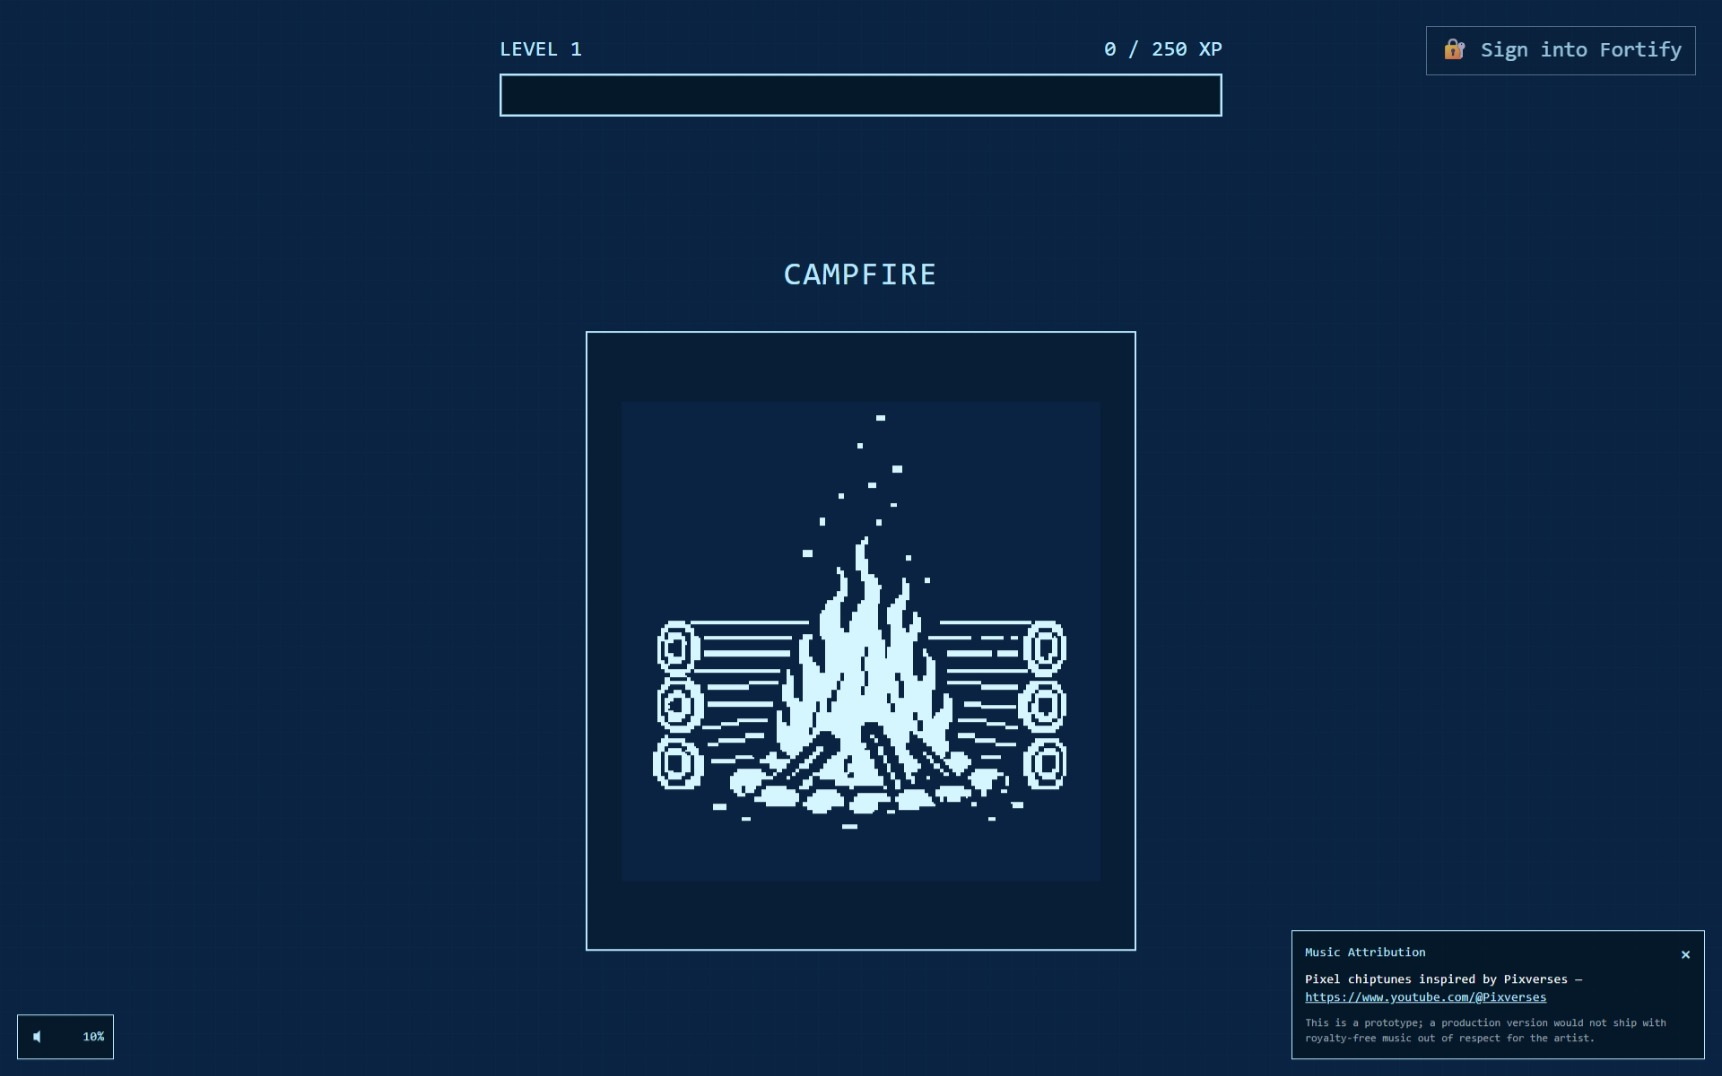 LEVEL 1
0 / 250 XP
Sign into Fortify
CAMPFIRE
10%
Music Attribution
×
Pixel chiptunes inspired by Pixverses —
https://www.youtube.com/@Pixverses
This is a prototype; a production version would not ship with
royalty-free music out of respect for the artist.